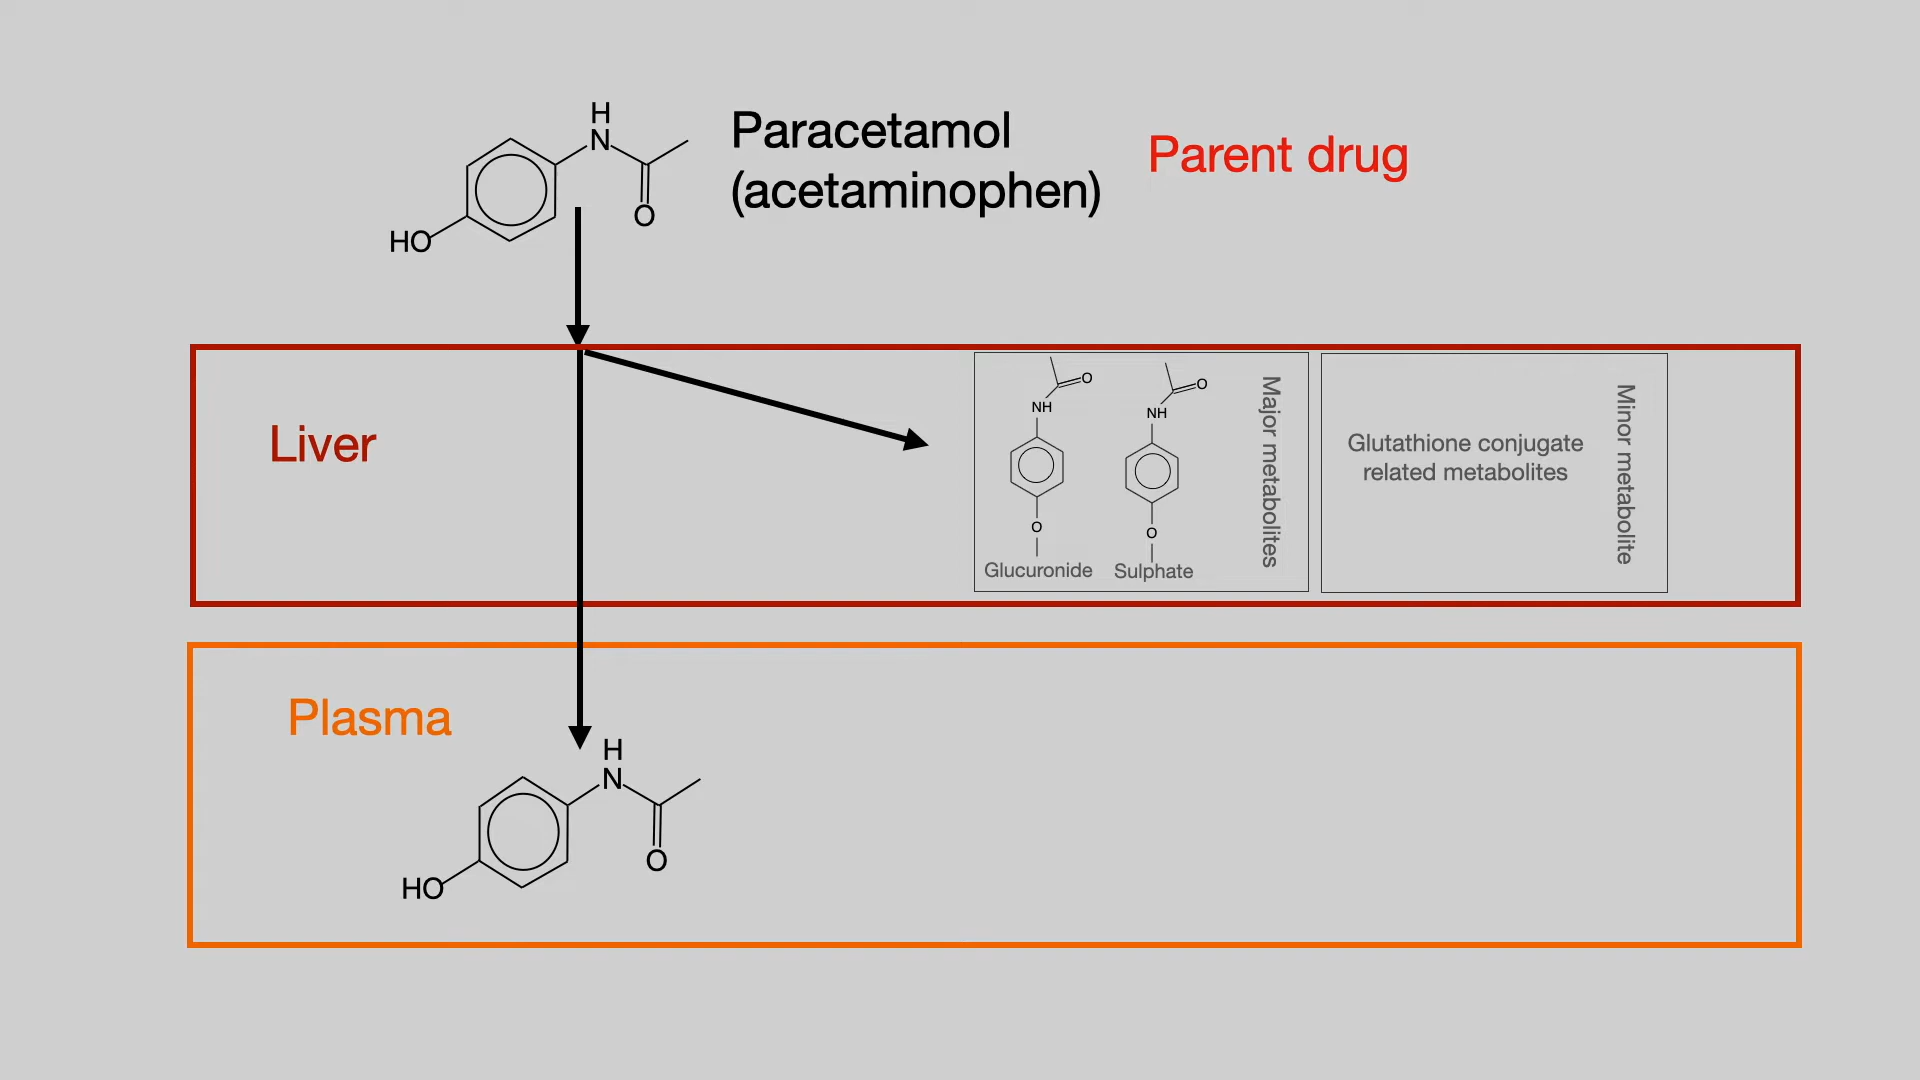 H
N
O
HO
Paracetamol
(acetaminophen)
Parent drug
Liver
O
NH
O
Glucuronide
O
NH
O
Sulphate
Major metabolites
Glutathione conjugate
related metabolites
Minor metabolite
Plasma
H
N
O
HO